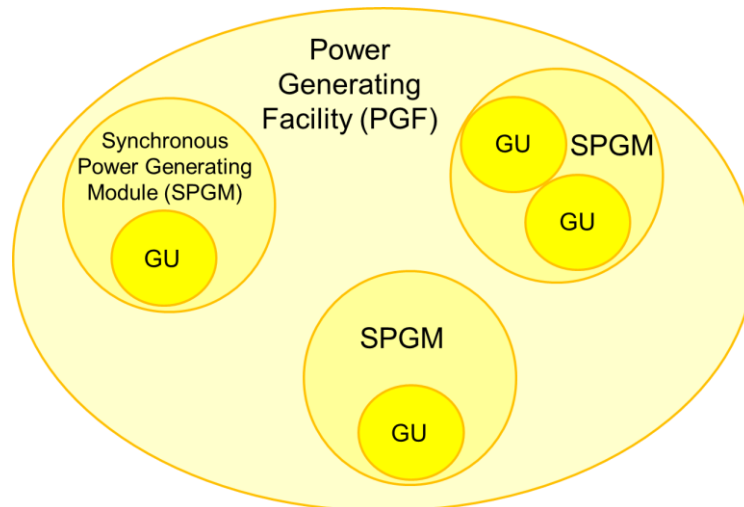 Power
Generating
Facility (PGF)
Synchronous
Power Generating
Module (SPGM)
GU
GU
SPGM
GU
SPGM
GU